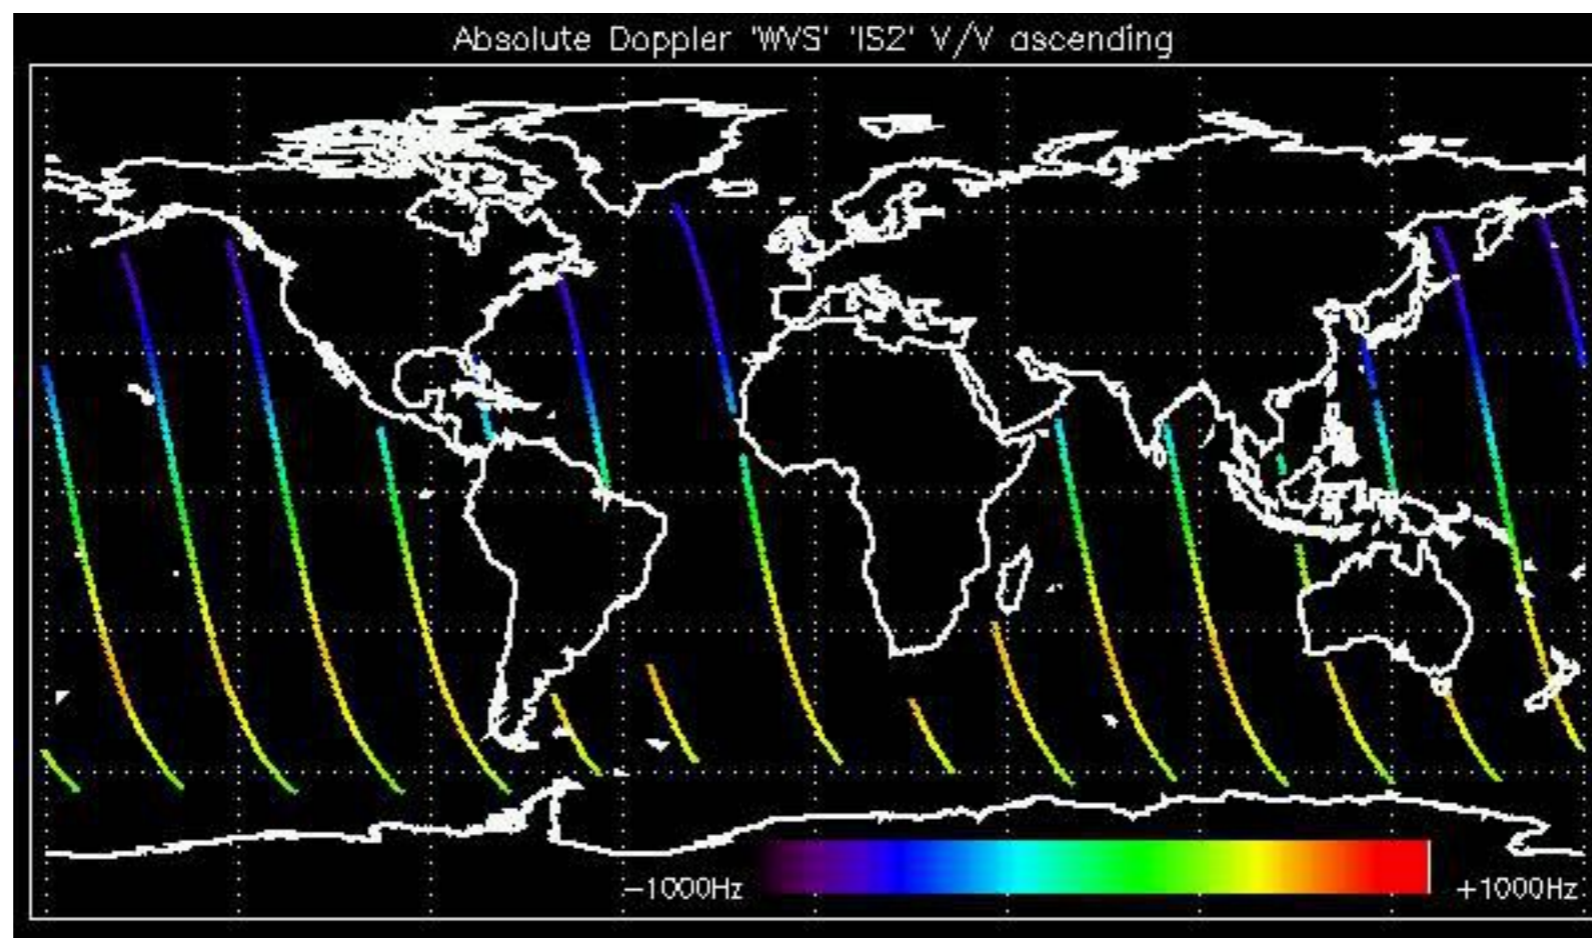 Absolute Doppler 'WVS' 'IS2' V/V ascending
−1000Hz +1000Hz